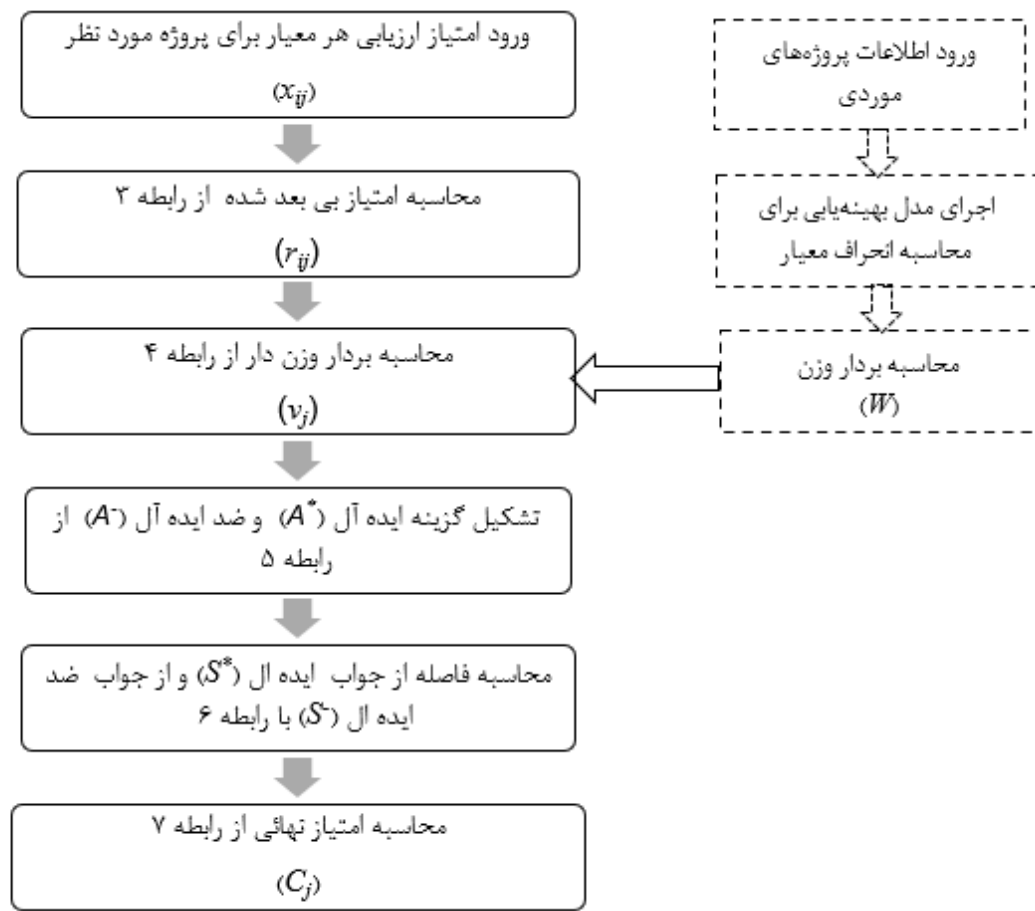 ورود امتیاز ارزیابی هر معیار برای پروژه مورد نظر
(x_ij)
محاسبه امتیاز بی بعد شده از رابطه ۳
(r_ij)
محاسبه بردار وزن دار از رابطه ۴
(v_j)
تشکیل گزینه ایده آل (A*) و ضد ایده آل (A-) از
رابطه ۵
محاسبه فاصله از جواب ایده ال (S*) و از جواب ضد
ایده ال (S-) با رابطه ۶
محاسبه امتیاز نهائی از رابطه ۷
(C_j)
ورود اطلاعات پروژه‌های
موردی
اجرای مدل بهینه‌یابی برای
محاسبه انحراف معیار
محاسبه بردار وزن
(W)